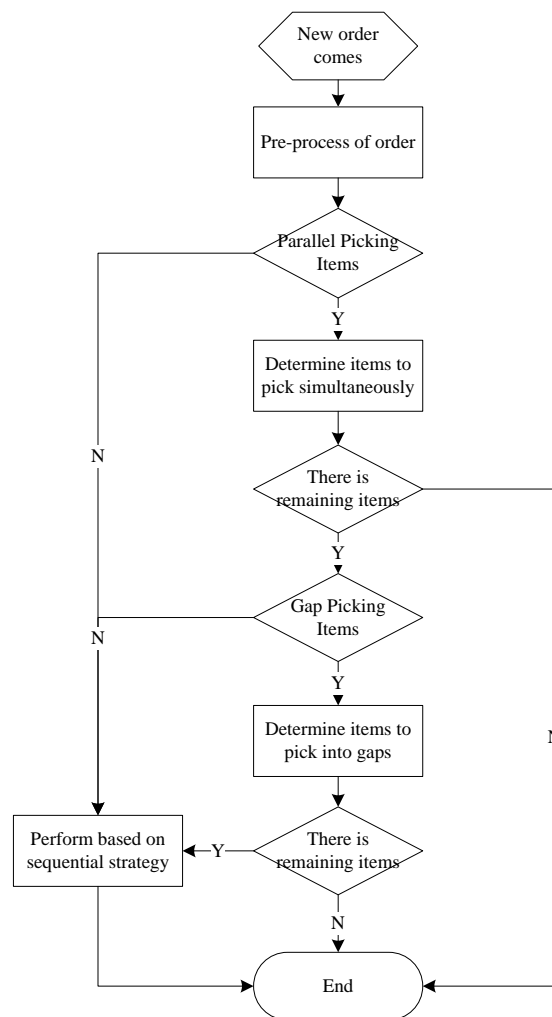 New order
comes
Pre-process of order
Parallel Picking
Items
Y
Determine items to
pick simultaneously
N
There is
remaining items
Y
Gap Picking
Items
N
Y
Determine items to
pick into gaps
N
Perform based on
sequential strategy
Y
There is
remaining items
N
End